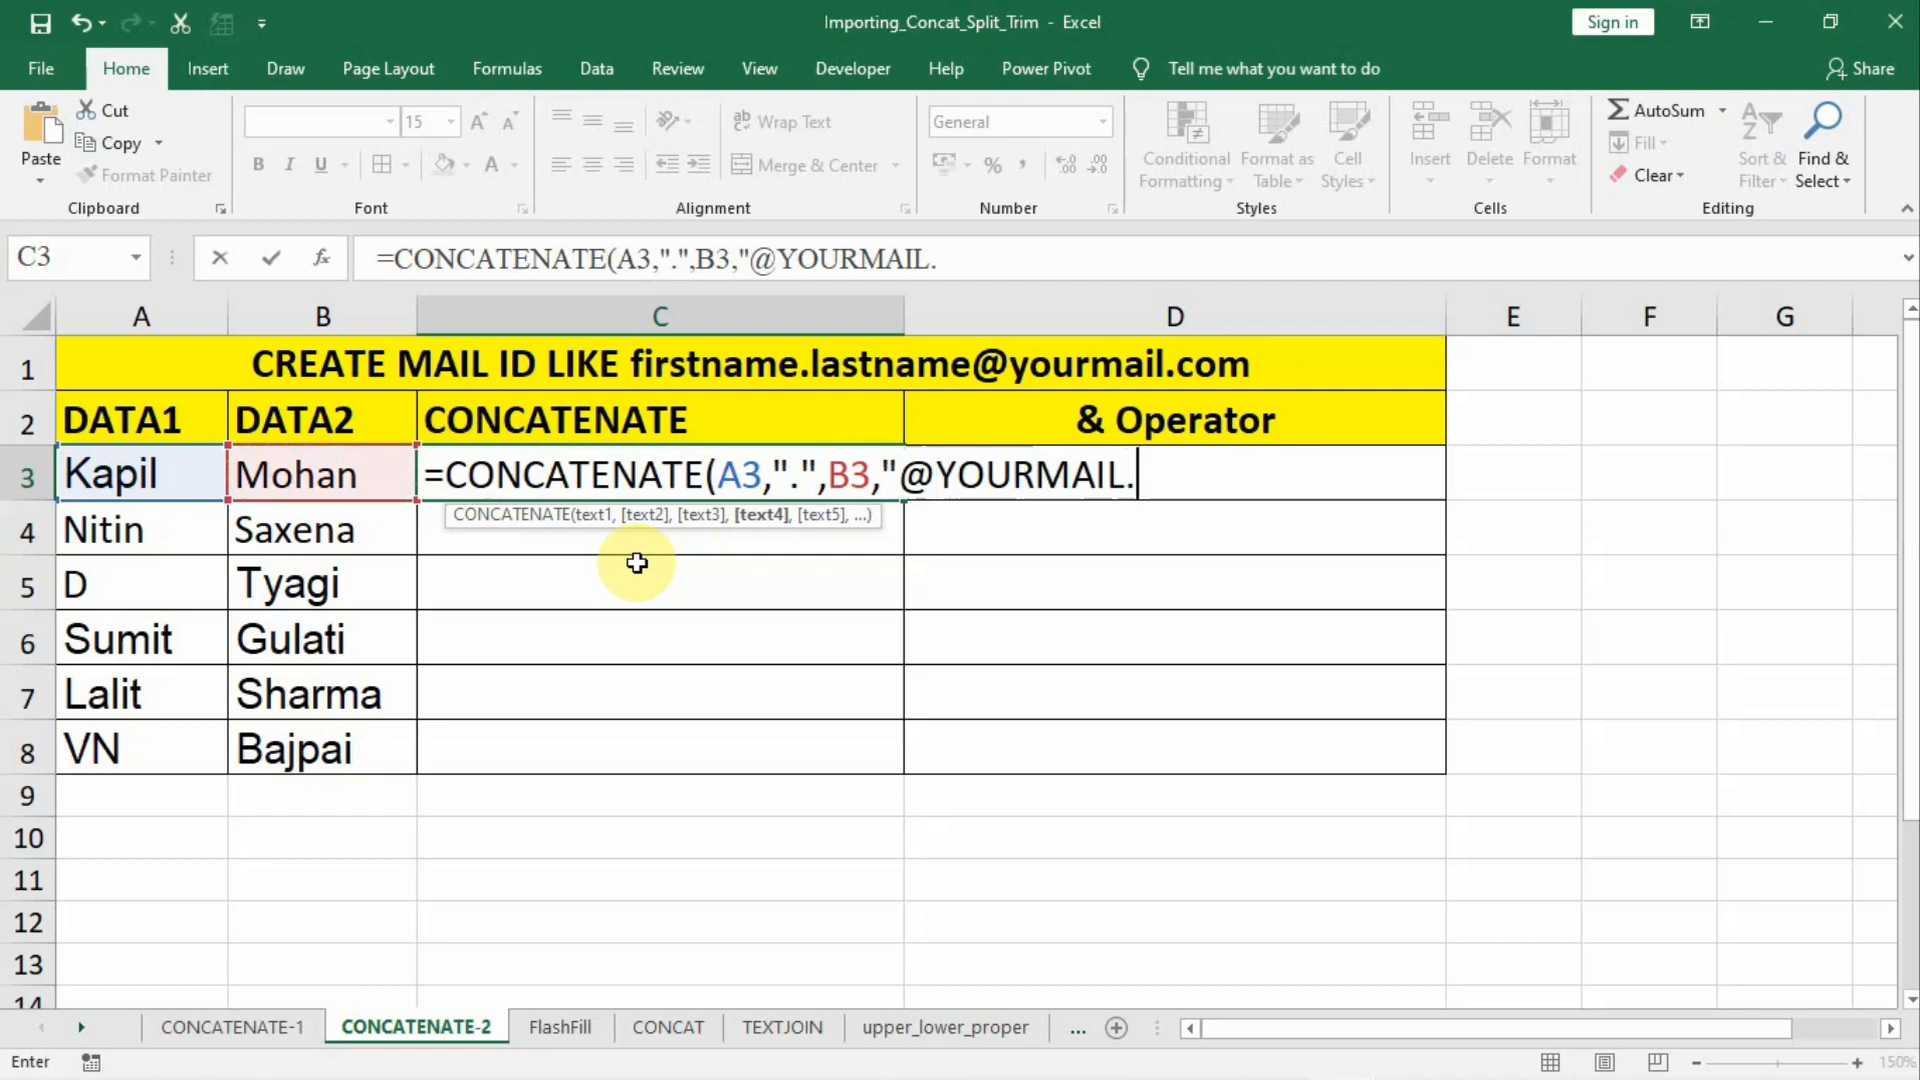 Importing_Concat_Split_Trim - Excel
Sign in
File Home Insert Draw Page Layout Formulas Data Review View Developer Help Power Pivot Tell me what you want to do Share
Paste
Cut
Copy
Format Painter
Clipboard
15 A A
B I U A
Font
ab Wrap Text
Merge & Center
Alignment
General
% , .0 .00
Number
Conditional Formatting
Format as Table
Cell Styles
Styles
Insert Delete Format
Cells
AutoSum
Fill
Clear
Sort & Filter
Find & Select
Editing
C3 fx =CONCATENATE(A3,".",B3,"@YOURMAIL.
A B C D E F G
1 CREATE MAIL ID LIKE firstname.lastname@yourmail.com
2 DATA1 DATA2 CONCATENATE & Operator
3 Kapil Mohan =CONCATENATE(A3,".",B3,"@YOURMAIL.
CONCATENATE(text1, [text2], [text3], [text4], [text5], ...)
4 Nitin Saxena
5 D Tyagi
6 Sumit Gulati
7 Lalit Sharma
8 VN Bajpai
9
10
11
12
13
14
CONCATENATE-1 CONCATENATE-2 FlashFill CONCAT TEXTJOIN upper_lower_proper ...
Enter 150%